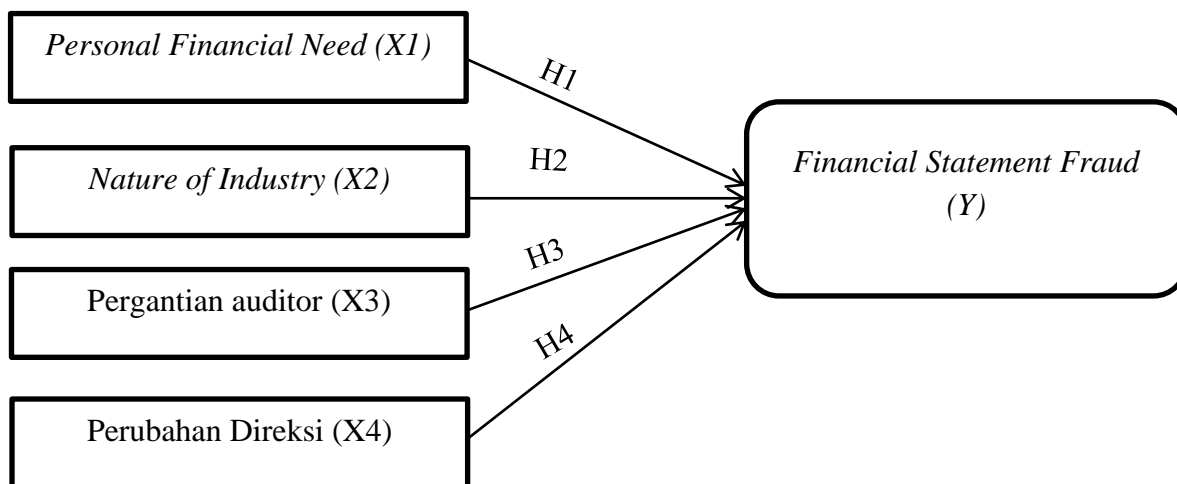 Personal Financial Need (X1)
H1
Nature of Industry (X2)
H2
Financial Statement Fraud
(Y)
Pergantian auditor (X3)
H3
Perubahan Direksi (X4)
H4